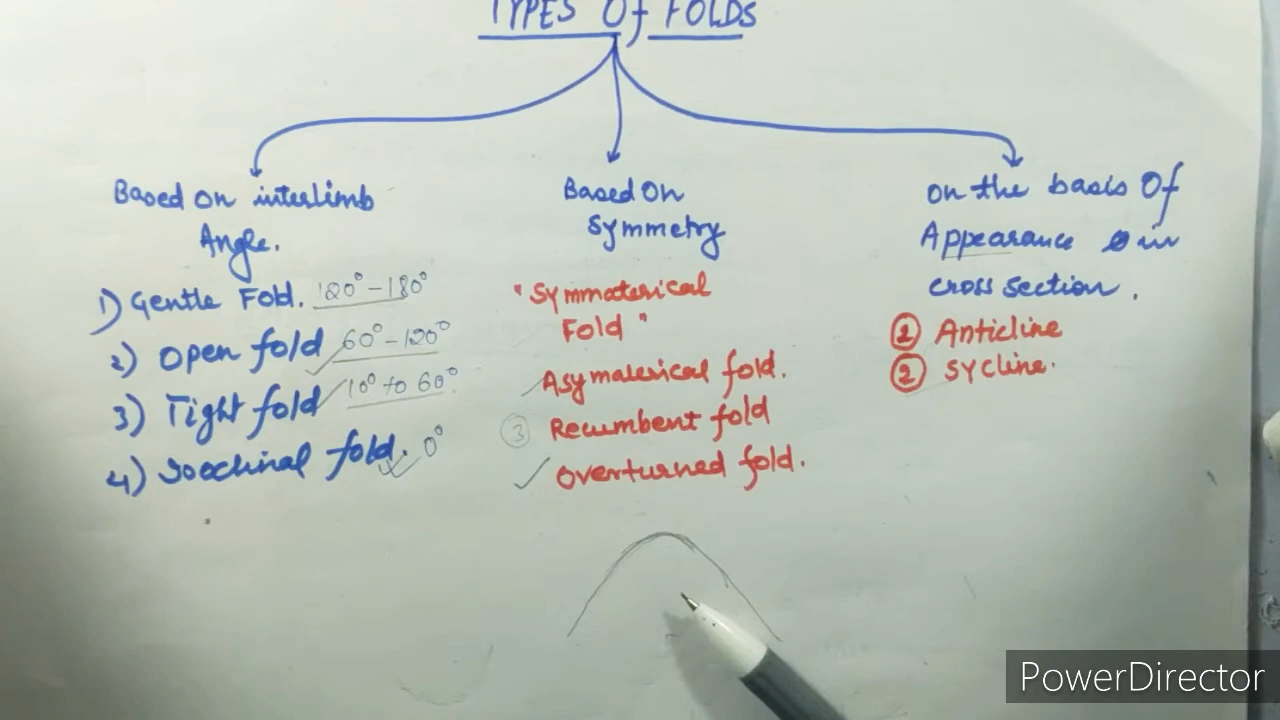 TYPES Of FOLDS
Based On interlimb
Angle.
1) Gentle Fold. 120° - 180°
2) Open fold 60° - 120°
3) Tight fold 10° to 60°
4) Isoclinal fold. 0°
Based On
Symmetry
"Symmaterical
Fold"
Asymaterical fold.
3 Recumbent fold
Overturned fold.
On the basis Of
Appearance in
cross section.
2 Anticline
2 Sycline.
PowerDirector